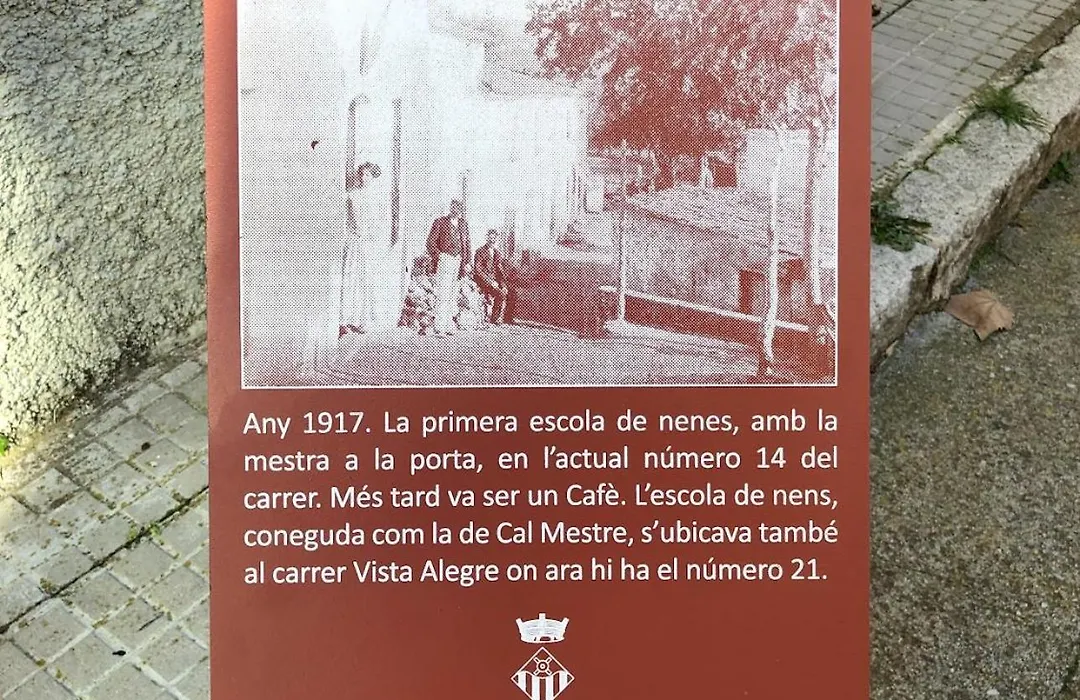 Any 1917. La primera escola de nenes, amb la
mestra a la porta, en l’actual número 14 del
carrer. Més tard va ser un Cafè. L’escola de nens,
coneguda com la de Cal Mestre, s’ubicava també
al carrer Vista Alegre on ara hi ha el número 21.